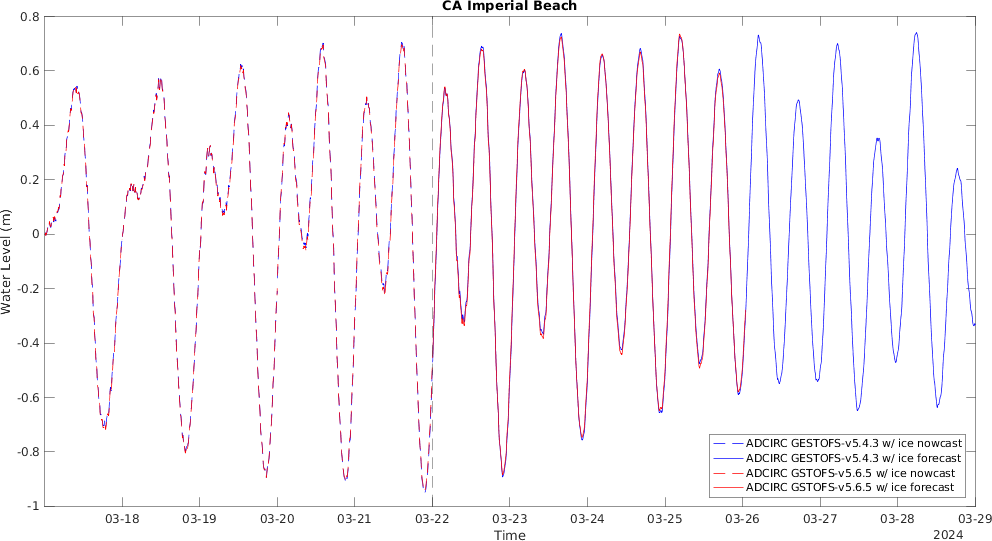 CA Imperial Beach
0.8
0.6
0.4
0.2
0
-0.2
-0.4
-0.6
-0.8
-1
Water Level (m)
ADCIRC GESTOFS-v5.4.3 w/ ice nowcast
ADCIRC GESTOFS-v5.4.3 w/ ice forecast
ADCIRC GSTOFS-v5.6.5 w/ ice nowcast
ADCIRC GSTOFS-v5.6.5 w/ ice forecast
03-18 03-19 03-20 03-21 03-22 03-23 03-24 03-25 03-26 03-27 03-28 03-29
Time
2024